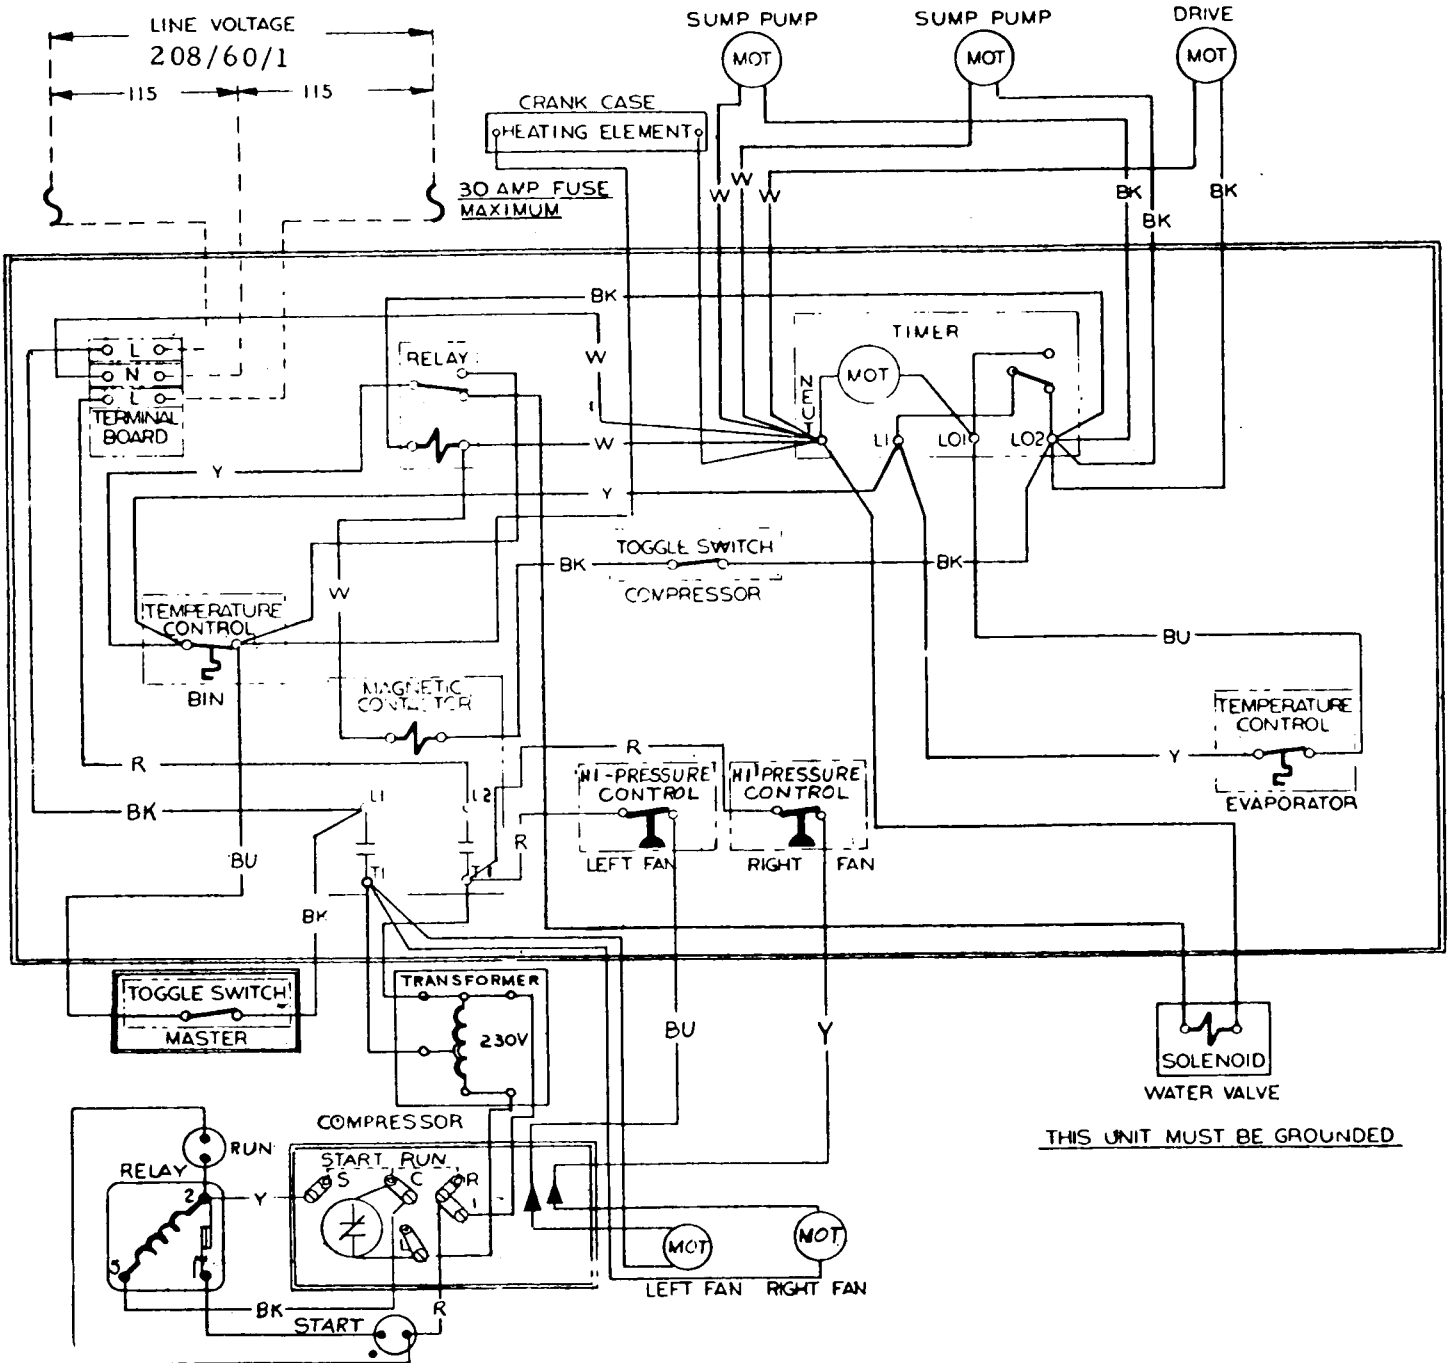 LINE VOLTAGE
208/60/1
115
115
SUMP PUMP
MOT
SUMP PUMP
MOT
DRIVE
MOT
CRANK CASE
HEATING ELEMENT
30 AMP FUSE
MAXIMUM
W
W
W
BK
BK
BK
BK
TIMER
RELAY
W
MOT
NEUT
L
N
L
TERMINAL
BOARD
W
L1
LO1
LO2
Y
Y
TOGGLE SWITCH
BK
BK
COMPRESSOR
W
TEMPERATURE
CONTROL
BIN
BU
MAGNETIC
CONTACTOR
TEMPERATURE
CONTROL
R
R
Y
EVAPORATOR
HI-PRESSURE
CONTROL
HI PRESSURE
CONTROL
L1
L2
BK
R
LEFT FAN
RIGHT FAN
BU
T1
BK
TOGGLE SWITCH
MASTER
TRANSFORMER
230V
BU
Y
SOLENOID
WATER VALVE
COMPRESSOR
THIS UNIT MUST BE GROUNDED
RUN
START RUN
RELAY
S
C
R
2
Y
L
MOT
MOT
5
1
LEFT FAN
RIGHT FAN
BK
R
START